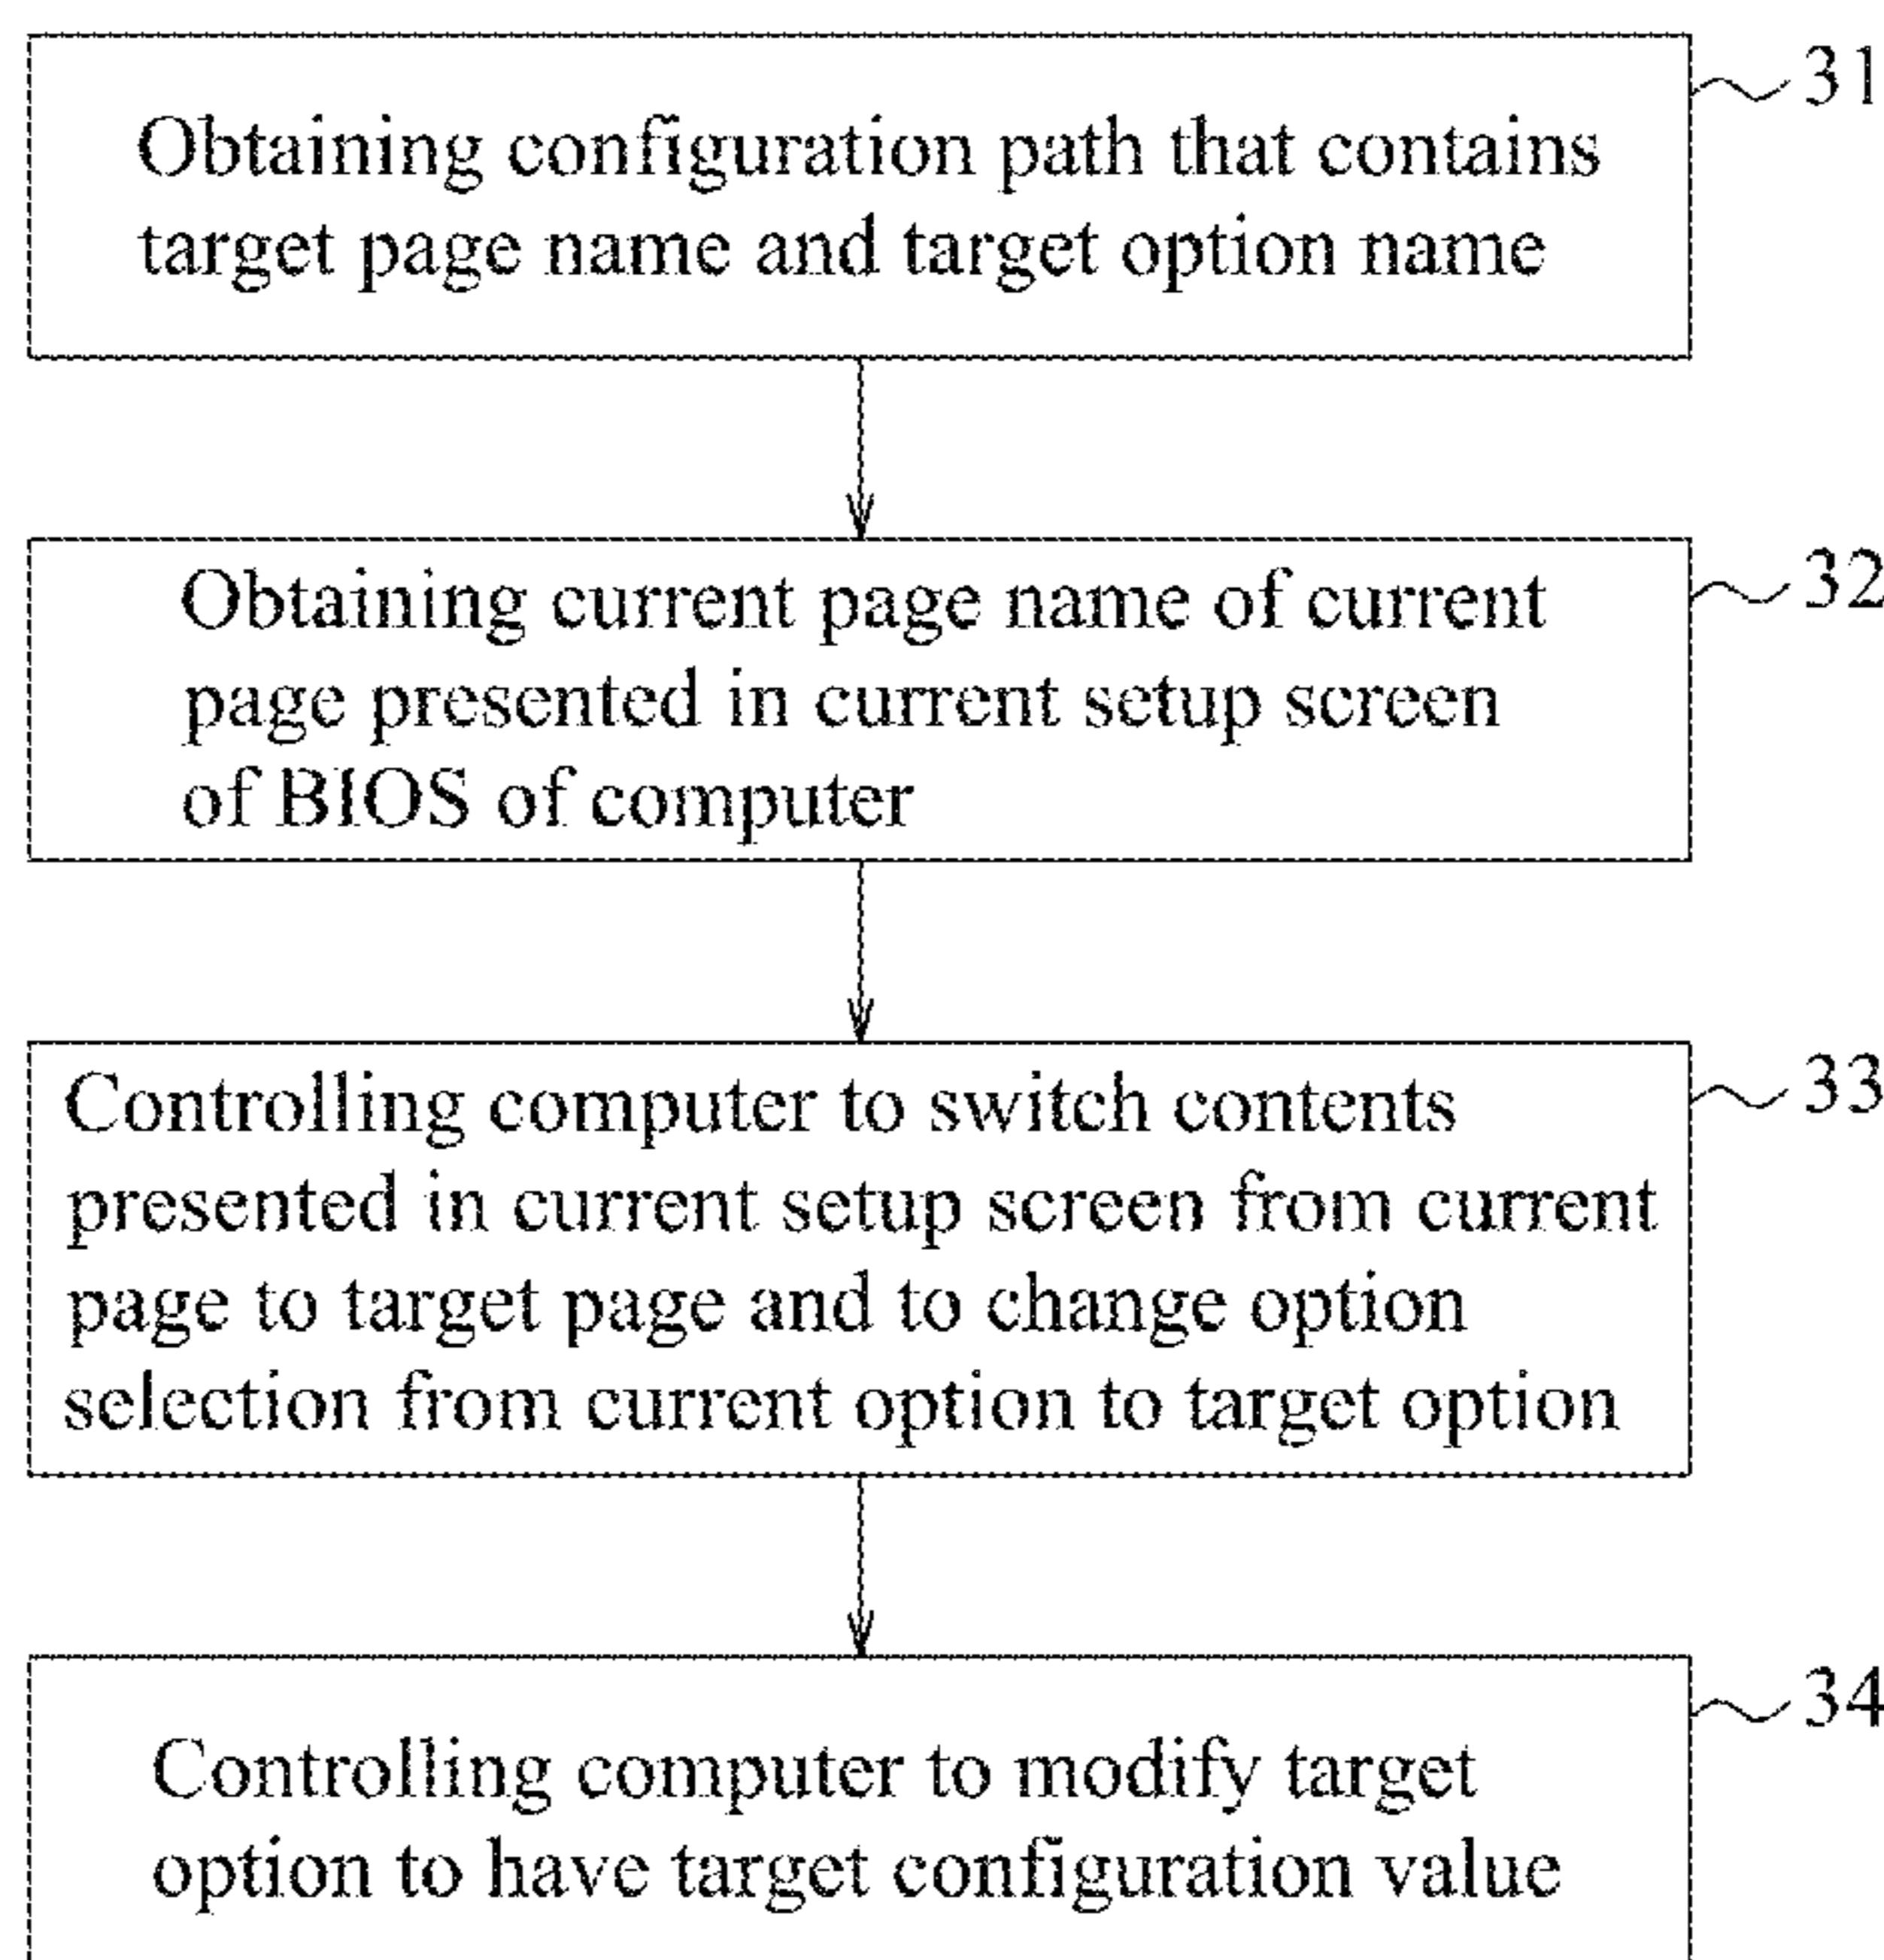 Obtaining configuration path that contains
target page name and target option name
31
Obtaining current page name of current
page presented in current setup screen
of BIOS of computer
32
Controlling computer to switch contents
presented in current setup screen from current
page to target page and to change option
selection from current option to target option
33
Controlling computer to modify target
option to have target configuration value
34